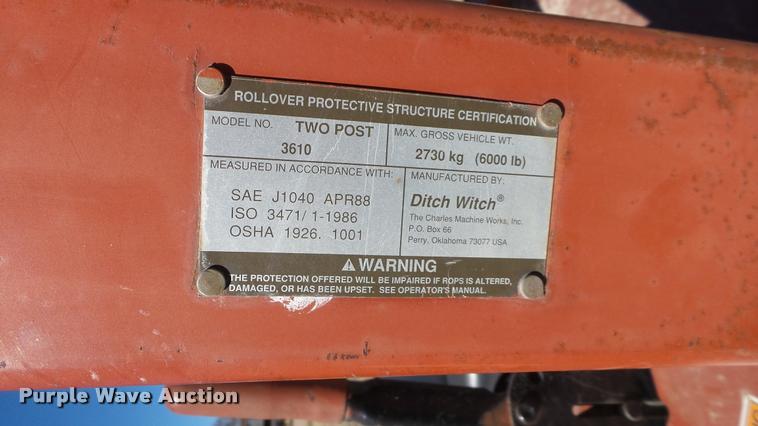 ROLLOVER PROTECTIVE STRUCTURE CERTIFICATION
MODEL NO. TWO POST
3610
MAX. GROSS VEHICLE WT.
2730 kg (6000 lb)
MEASURED IN ACCORDANCE WITH:
SAE J1040 APR88
ISO 3471/ 1-1986
OSHA 1926. 1001
MANUFACTURED BY:
Ditch Witch®
The Charles Machine Works, Inc.
P.O. Box 66
Perry, Oklahoma 73077 USA
⚠WARNING
THE PROTECTION OFFERED WILL BE IMPAIRED IF ROPS IS ALTERED,
DAMAGED, OR HAS BEEN UPSET. SEE OPERATOR'S MANUAL.
Purple Wave Auction